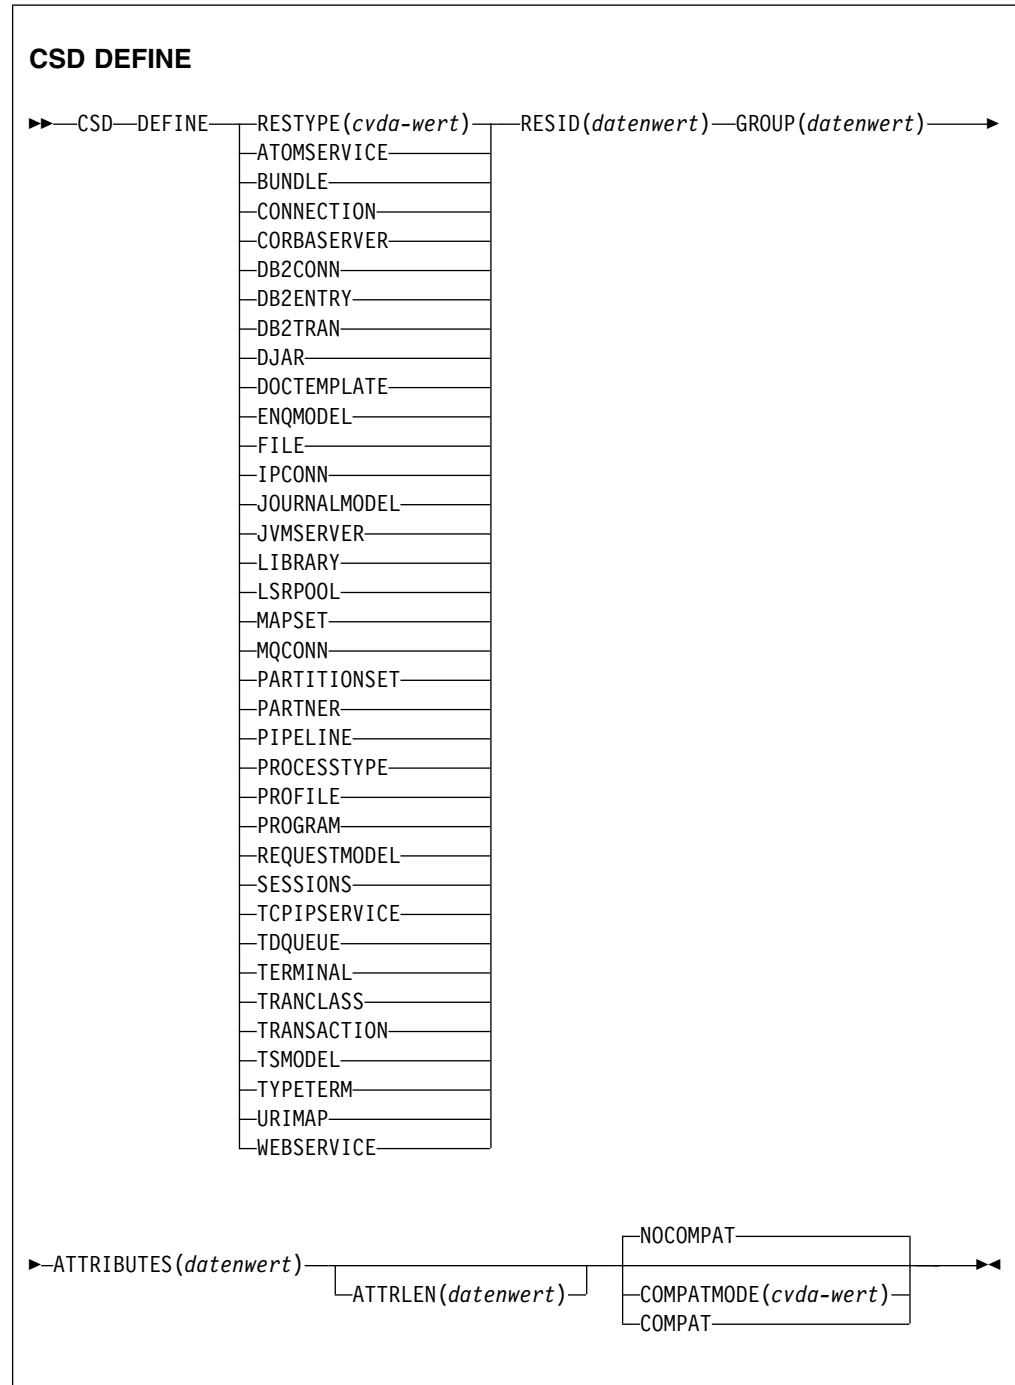 CSD DEFINE
CSD DEFINE RESTYPE(cvda-wert) RESID(datenwert) GROUP(datenwert)
ATOMSERVICE
BUNDLE
CONNECTION
CORBASERVER
DB2CONN
DB2ENTRY
DB2TRAN
DJAR
DOCTEMPLATE
ENQMODEL
FILE
IPCONN
JOURNALMODEL
JVMSERVER
LIBRARY
LSRPOOL
MAPSET
MQCONN
PARTITIONSET
PARTNER
PIPELINE
PROCESSTYPE
PROFILE
PROGRAM
REQUESTMODEL
SESSIONS
TCPIPSERVICE
TDQUEUE
TERMINAL
TRANCLASS
TRANSACTION
TSMODEL
TYPETERM
URIMAP
WEBSERVICE
NOCOMPAT
ATTRIBUTES(datenwert)
ATTRLEN(datenwert) COMPATMODE(cvda-wert)
COMPAT